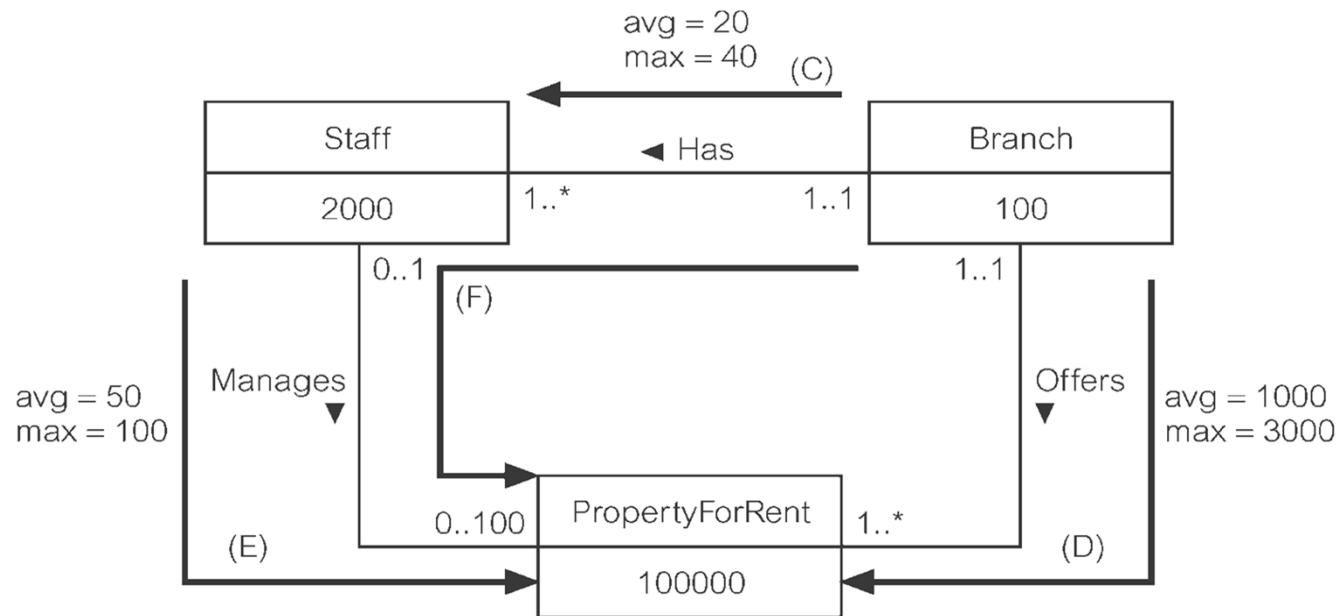 avg = 20
max = 40
(C)
Staff
◄ Has
Branch
2000
1..*
1..1
100
0..1
(F)
1..1
Manages
Offers
avg = 50
max = 100
avg = 1000
max = 3000
0..100
PropertyForRent
1..*
(E)
(D)
100000